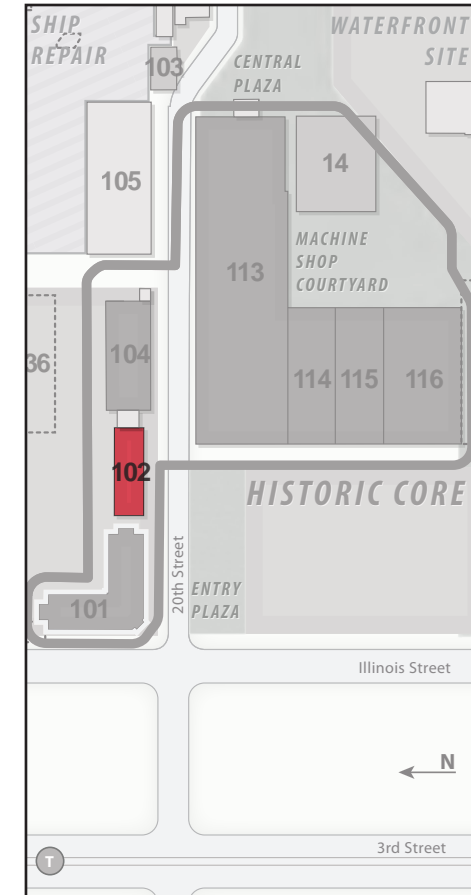 SHIP
REPAIR
WATERFRONT
SITE
103
CENTRAL
PLAZA
105
14
113
MACHINE
SHOP
COURTYARD
36
104
114
115
116
102
HISTORIC CORE
20th Street
ENTRY
PLAZA
101
Illinois Street
N
3rd Street
T